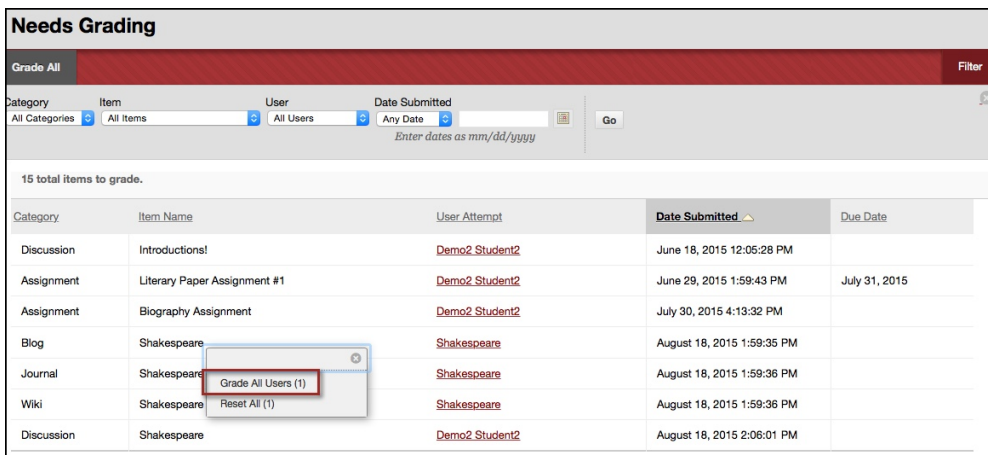 Needs Grading
Grade All Filter
Category Item User Date Submitted
All Categories All Items All Users Any Date Go
Enter dates as mm/dd/yyyy
15 total items to grade.
Category Item Name User Attempt Date Submitted Due Date
Discussion Introductions! Demo2 Student2 June 18, 2015 12:05:28 PM
Assignment Literary Paper Assignment #1 Demo2 Student2 June 29, 2015 1:59:43 PM July 31, 2015
Assignment Biography Assignment Demo2 Student2 July 30, 2015 4:13:32 PM
Blog Shakespeare Shakespeare August 18, 2015 1:59:35 PM
Journal Shakespeare Shakespeare August 18, 2015 1:59:36 PM
Grade All Users (1)
Wiki Shakespeare Shakespeare August 18, 2015 1:59:36 PM
Reset All (1)
Discussion Shakespeare Demo2 Student2 August 18, 2015 2:06:01 PM